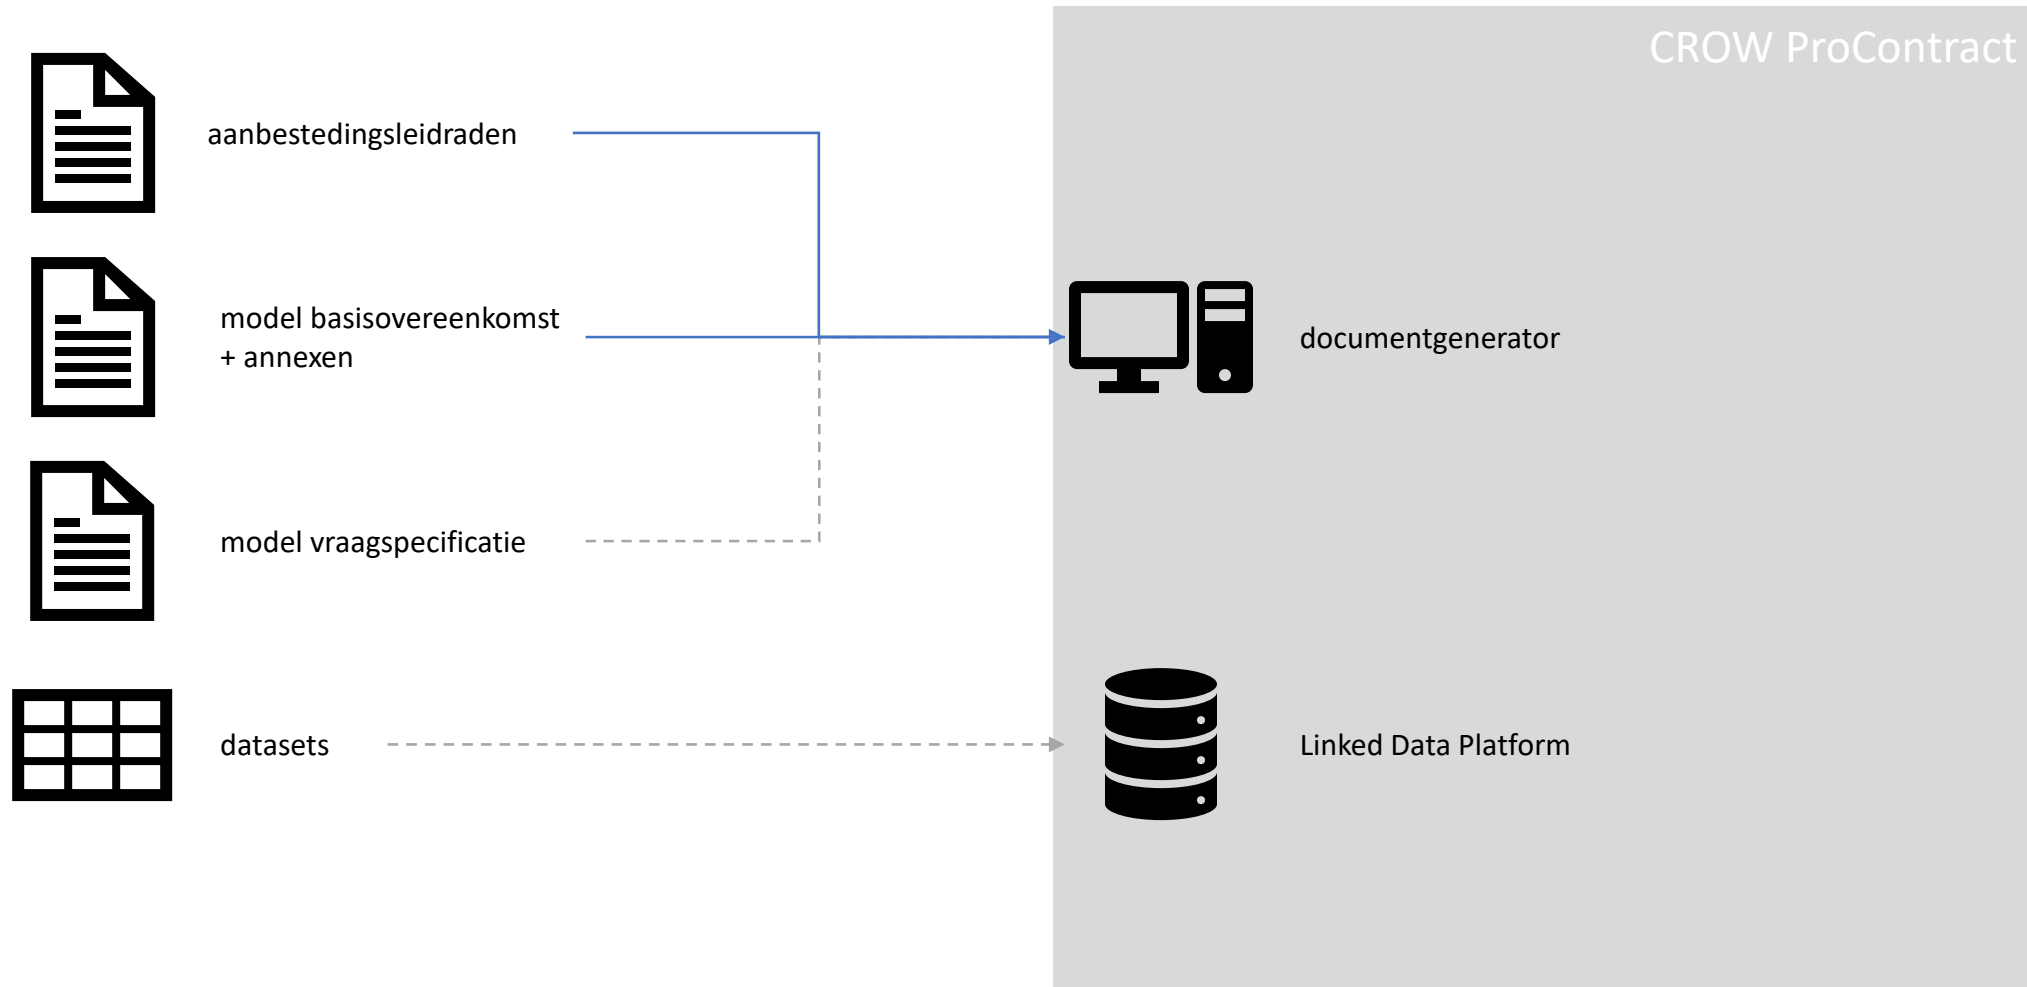 CROW ProContract
aanbestedingsleidraden
model basisovereenkomst
+ annexen
documentgenerator
model vraagspecificatie
datasets
Linked Data Platform